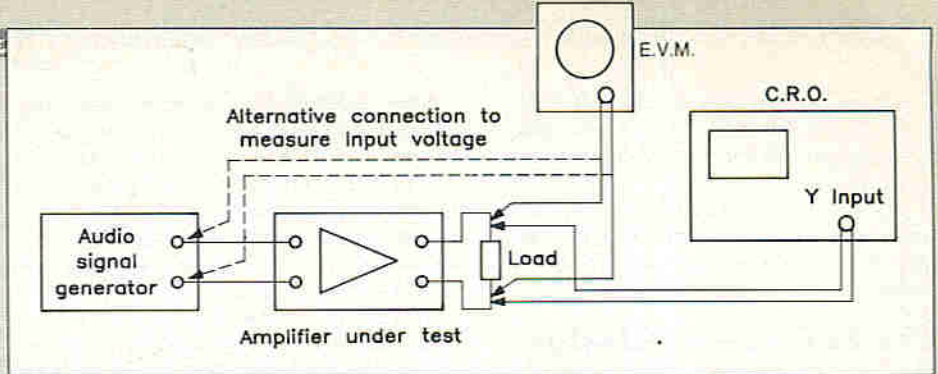 E.V.M.
C.R.O.
Alternative connection to
measure input voltage
Y Input
Audio
signal
generator
Load
Amplifier under test